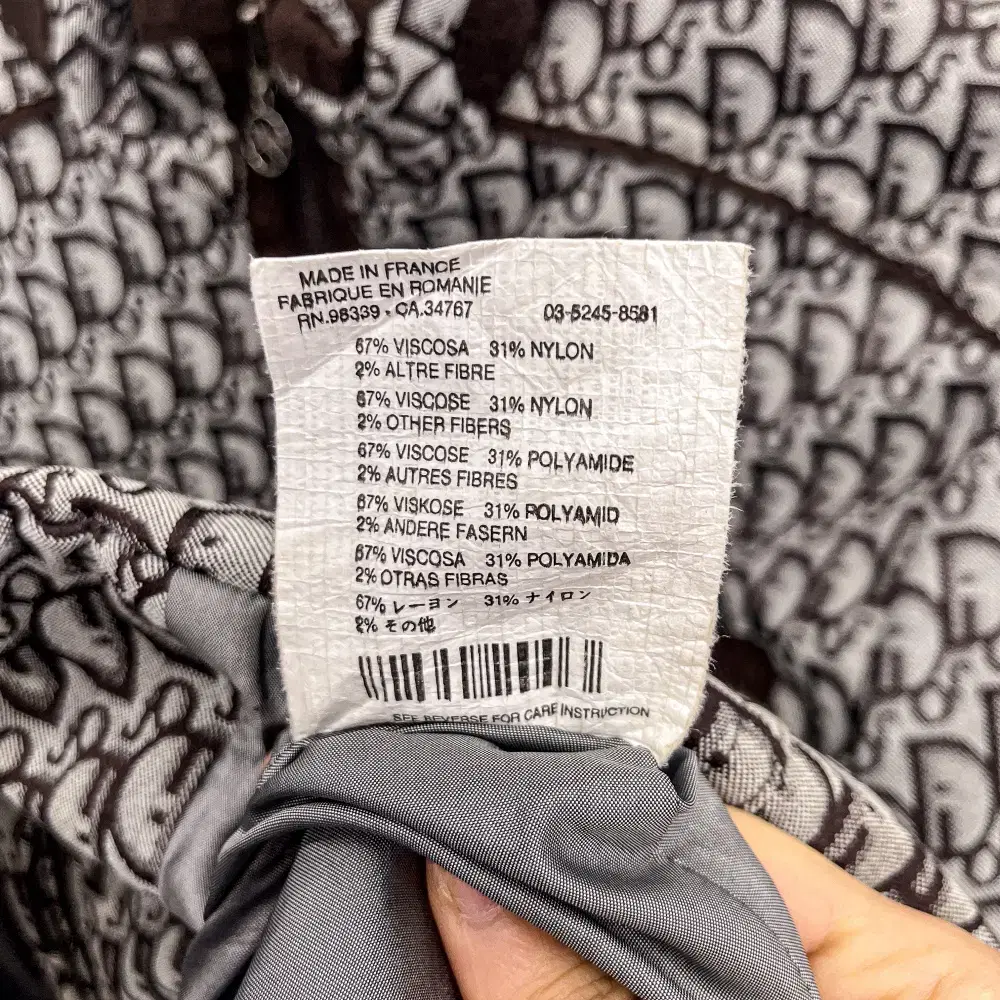 MADE IN FRANCE
FABRIQUE EN ROMANIE
RN.96339 - CA.34767 03-5245-8581
67% VISCOSA 31% NYLON
2% ALTRE FIBRE
67% VISCOSE 31% NYLON
2% OTHER FIBERS
67% VISCOSE 31% POLYAMIDE
2% AUTRES FIBRES
67% VISKOSE 31% POLYAMID
2% ANDERE FASERN
67% VISCOSA 31% POLYAMIDA
2% OTRAS FIBRAS
67% レーヨン 31% ナイロン
2% その他
SEE REVERSE FOR CARE INSTRUCTION